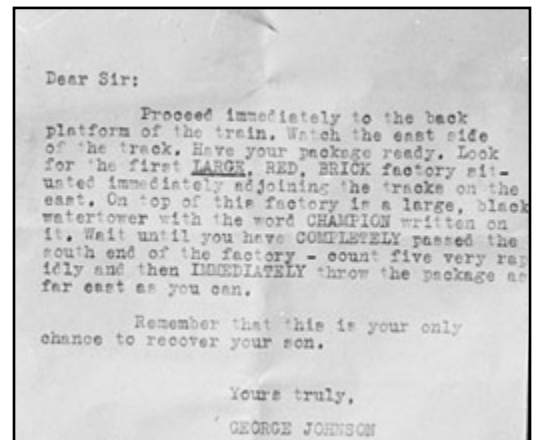 Dear Sir:
Proceed immediately to the back
platform of the train. Watch the east side
of the track. Have your package ready. Look
for the first LARGE, RED, BRICK factory sit-
uated immediately adjoining the tracks on the
east. On top of this factory is a large, black
watertower with the word CHAMPION written on
it. Wait until you have COMPLETELY passed the
south end of the factory - count five very rap
idly and then IMMEDIATELY throw the package as
far east as you can.
Remember that this is your only
chance to recover your son.
Yours truly,
GEORGE JOHNSON